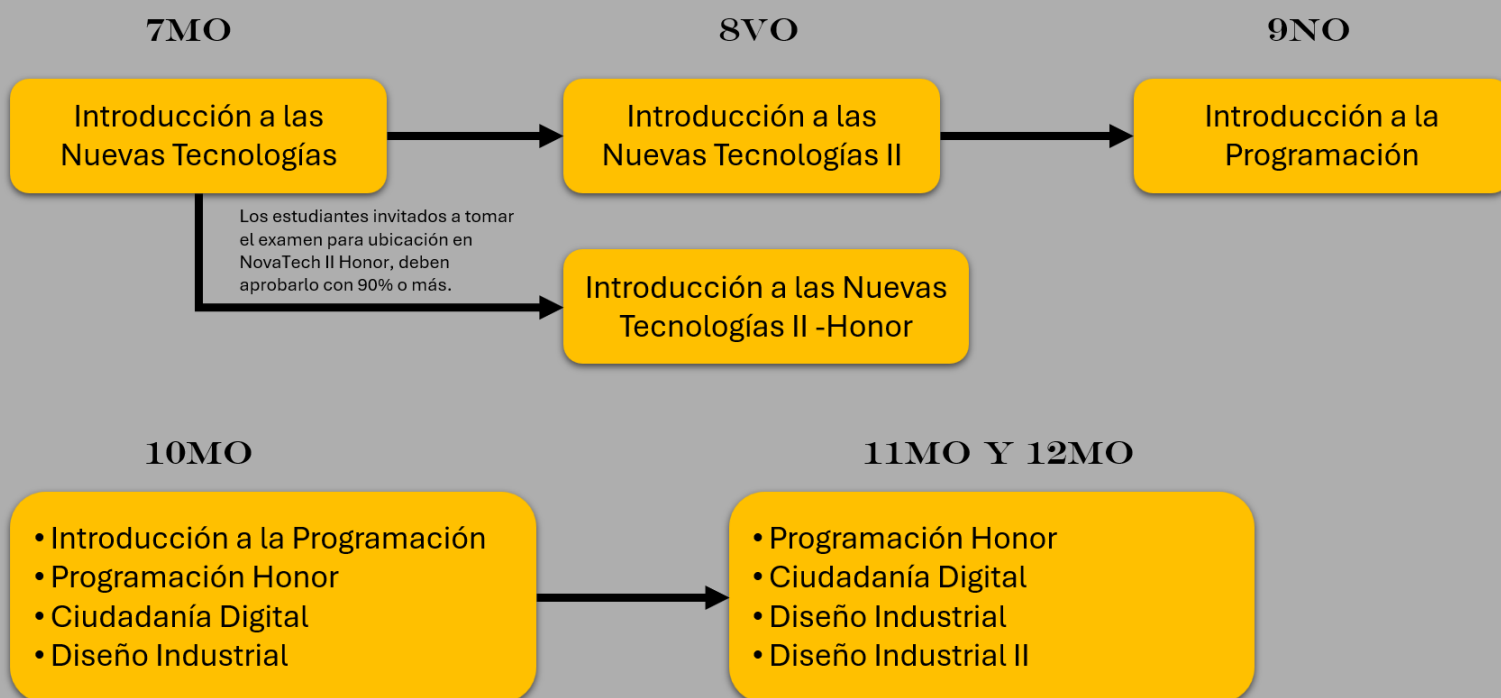 7MO
8VO
9NO
Introducción a las
Nuevas Tecnologías
Introducción a las
Nuevas Tecnologías II
Introducción a la
Programación
Los estudiantes invitados a tomar
el examen para ubicación en
NovaTech II Honor, deben
aprobarlo con 90% o más.
Introducción a las Nuevas
Tecnologías II -Honor
10MO
11MO Y 12MO
• Introducción a la Programación
• Programación Honor
• Ciudadanía Digital
• Diseño Industrial
• Programación Honor
• Ciudadanía Digital
• Diseño Industrial
• Diseño Industrial II